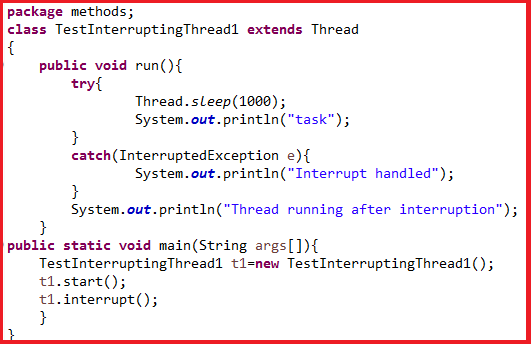 package methods;
class TestInterruptingThread1 extends Thread
{
    public void run(){
        try{
                Thread.sleep(1000);
                System.out.println("task");
        }
        catch(InterruptedException e){
                System.out.println("Interrupt handled");
        }
        System.out.println("Thread running after interruption");
    }
public static void main(String args[]){
    TestInterruptingThread1 t1=new TestInterruptingThread1();
    t1.start();
    t1.interrupt();
    }
}